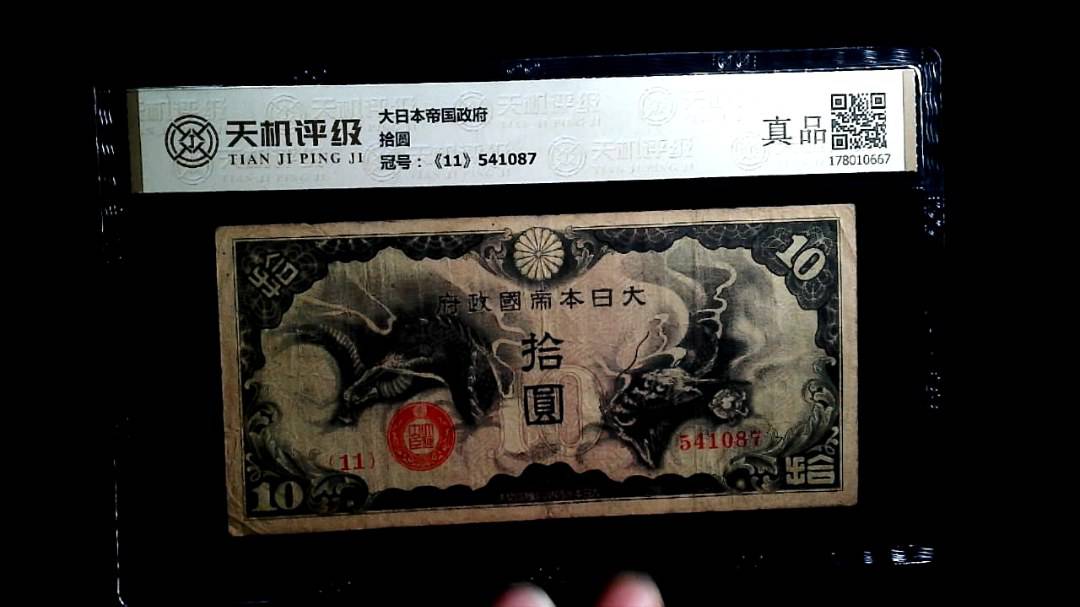 天机评级
TIAN JI PING JI
大日本帝国政府
拾圆
冠号：《11》541087
真品
178010667
10
拾
府政國帝本日大
拾
圓
10
541087
(11)
10
拾